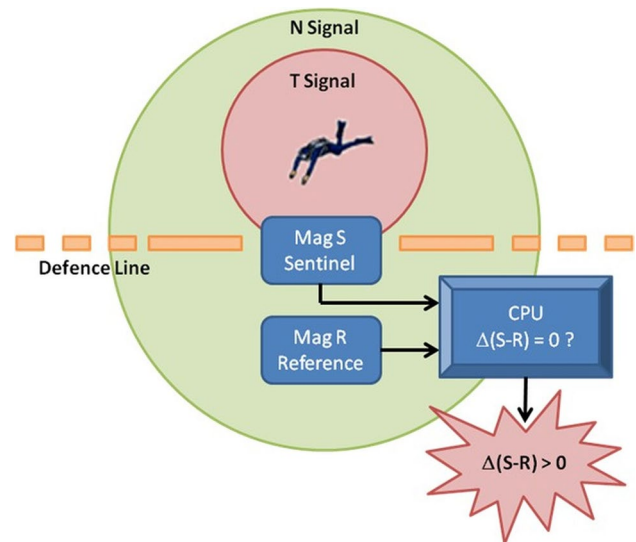 N Signal
T Signal
Mag S
Sentinel
Defence Line
CPU
Δ(S-R) = 0 ?
Mag R
Reference
Δ(S-R) > 0